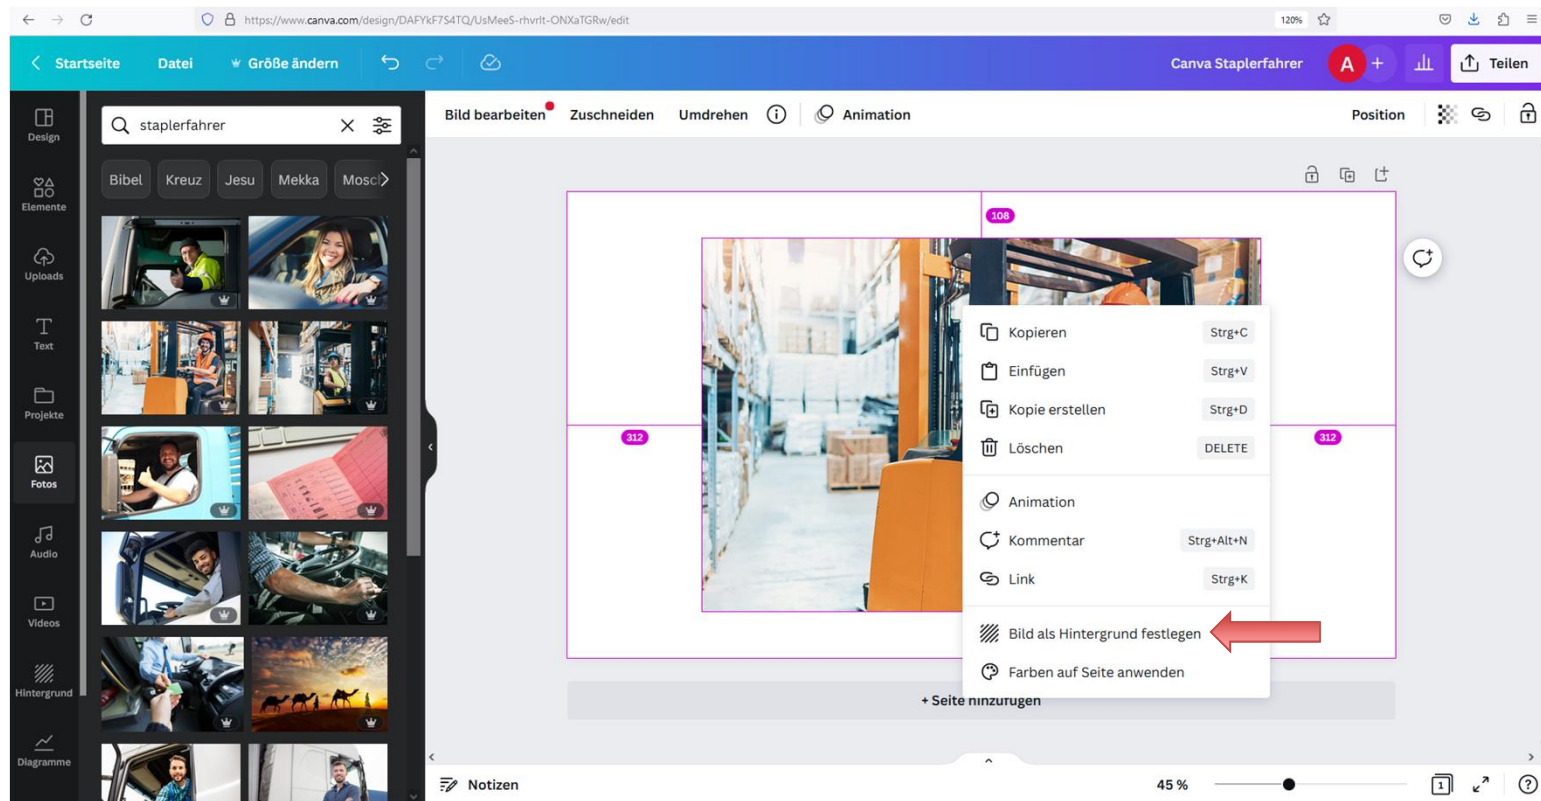 https://www.canva.com/design/DAFYkF7S4TQ/UsMeeS-rhvrIt-ONXaTGRw/edit
120%
Startseite
Datei
Größe ändern
Canva Staplerfahrer
A
+
Teilen
Design
Elemente
Uploads
Text
Projekte
Fotos
Audio
Videos
Hintergrund
Diagramme
staplerfahrer
Bibel
Kreuz
Jesu
Mekka
Mosch
Bild bearbeiten
Zuschneiden
Umdrehen
Animation
Position
108
312
312
Kopieren Strg+C
Einfügen Strg+V
Kopie erstellen Strg+D
Löschen DELETE
Animation
Kommentar Strg+Alt+N
Link Strg+K
Bild als Hintergrund festlegen
Farben auf Seite anwenden
+ Seite hinzufügen
Notizen
45 %
1
?